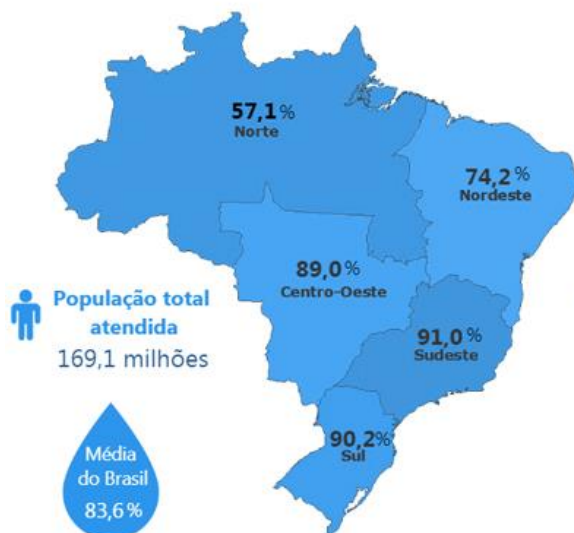 57,1%
Norte
74,2%
Nordeste
89,0%
Centro-Oeste
População total
atendida
169,1 milhões
91,0%
Sudeste
90,2%
Sul
Média
do Brasil
83,6%